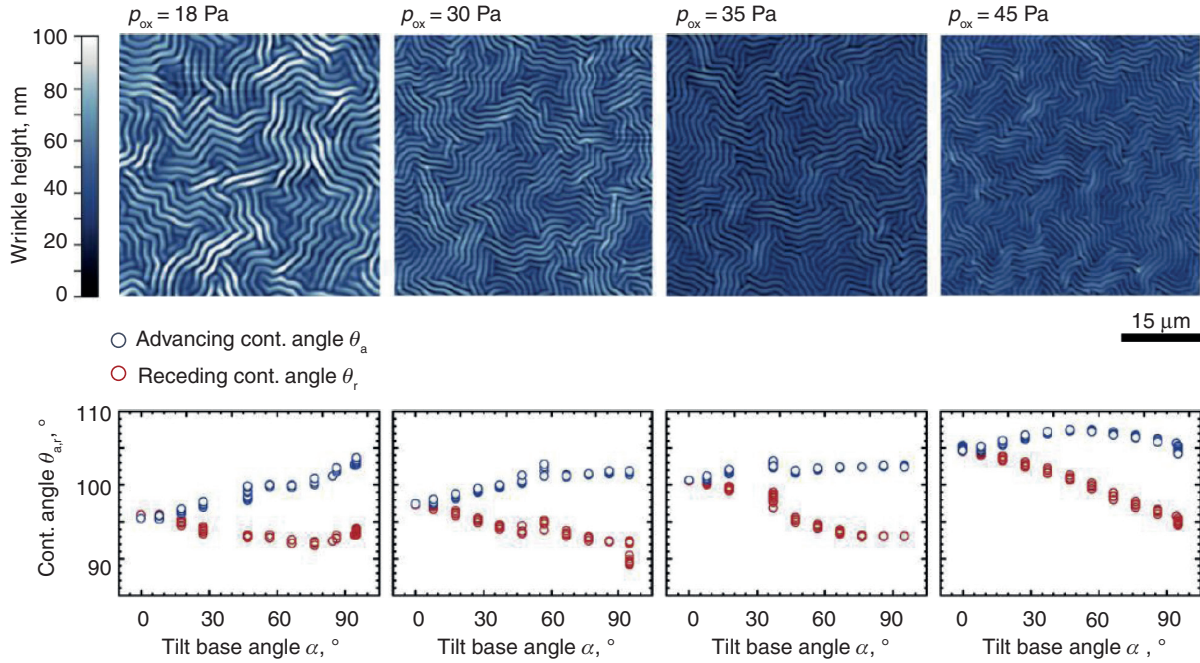 p_ox = 18 Pa
p_ox = 30 Pa
p_ox = 35 Pa
p_ox = 45 Pa
Wrinkle height, nm
100
80
60
40
20
0
15 μm
Advancing cont. angle θ_a
Receding cont. angle θ_r
Cont. angle θ_a,r, °
110
100
90
0 30 60 90
0 30 60 90
0 30 60 90
0 30 60 90
Tilt base angle α, °
Tilt base angle α, °
Tilt base angle α, °
Tilt base angle α , °